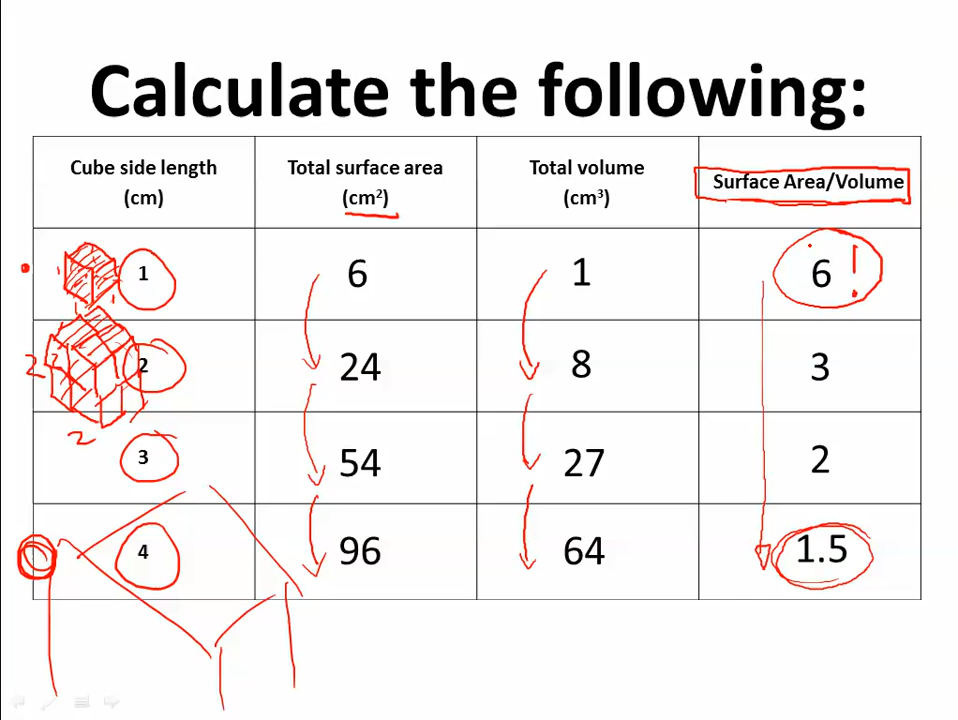 Calculate the following:
Cube side length (cm)
Total surface area (cm²)
Total volume (cm³)
Surface Area/Volume
1 6 1 6 !
2 24 8 3
2
2
3 54 27 2
4 96 64 1.5